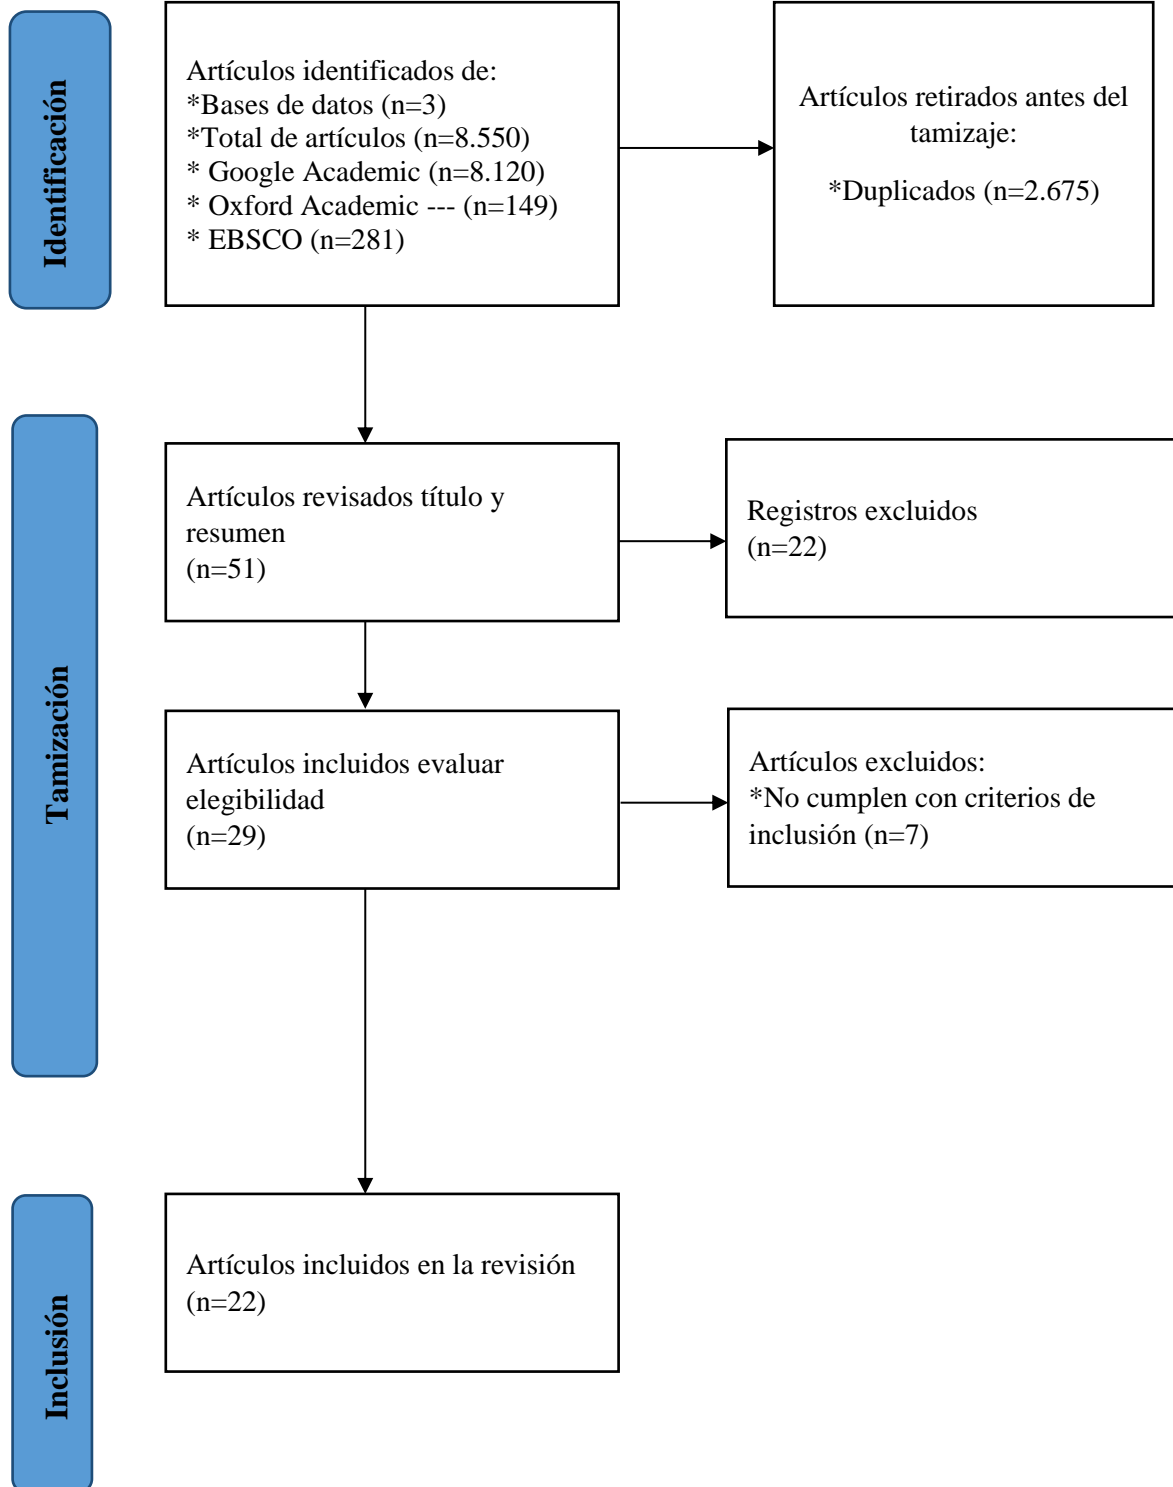 Identificación
Artículos identificados de:
*Bases de datos (n=3)
*Total de artículos (n=8.550)
* Google Academic (n=8.120)
* Oxford Academic --- (n=149)
* EBSCO (n=281)
Artículos retirados antes del
tamizaje:
*Duplicados (n=2.675)
Tamización
Artículos revisados título y
resumen
(n=51)
Registros excluidos
(n=22)
Artículos incluidos evaluar
elegibilidad
(n=29)
Artículos excluidos:
*No cumplen con criterios de
inclusión (n=7)
Inclusión
Artículos incluidos en la revisión
(n=22)